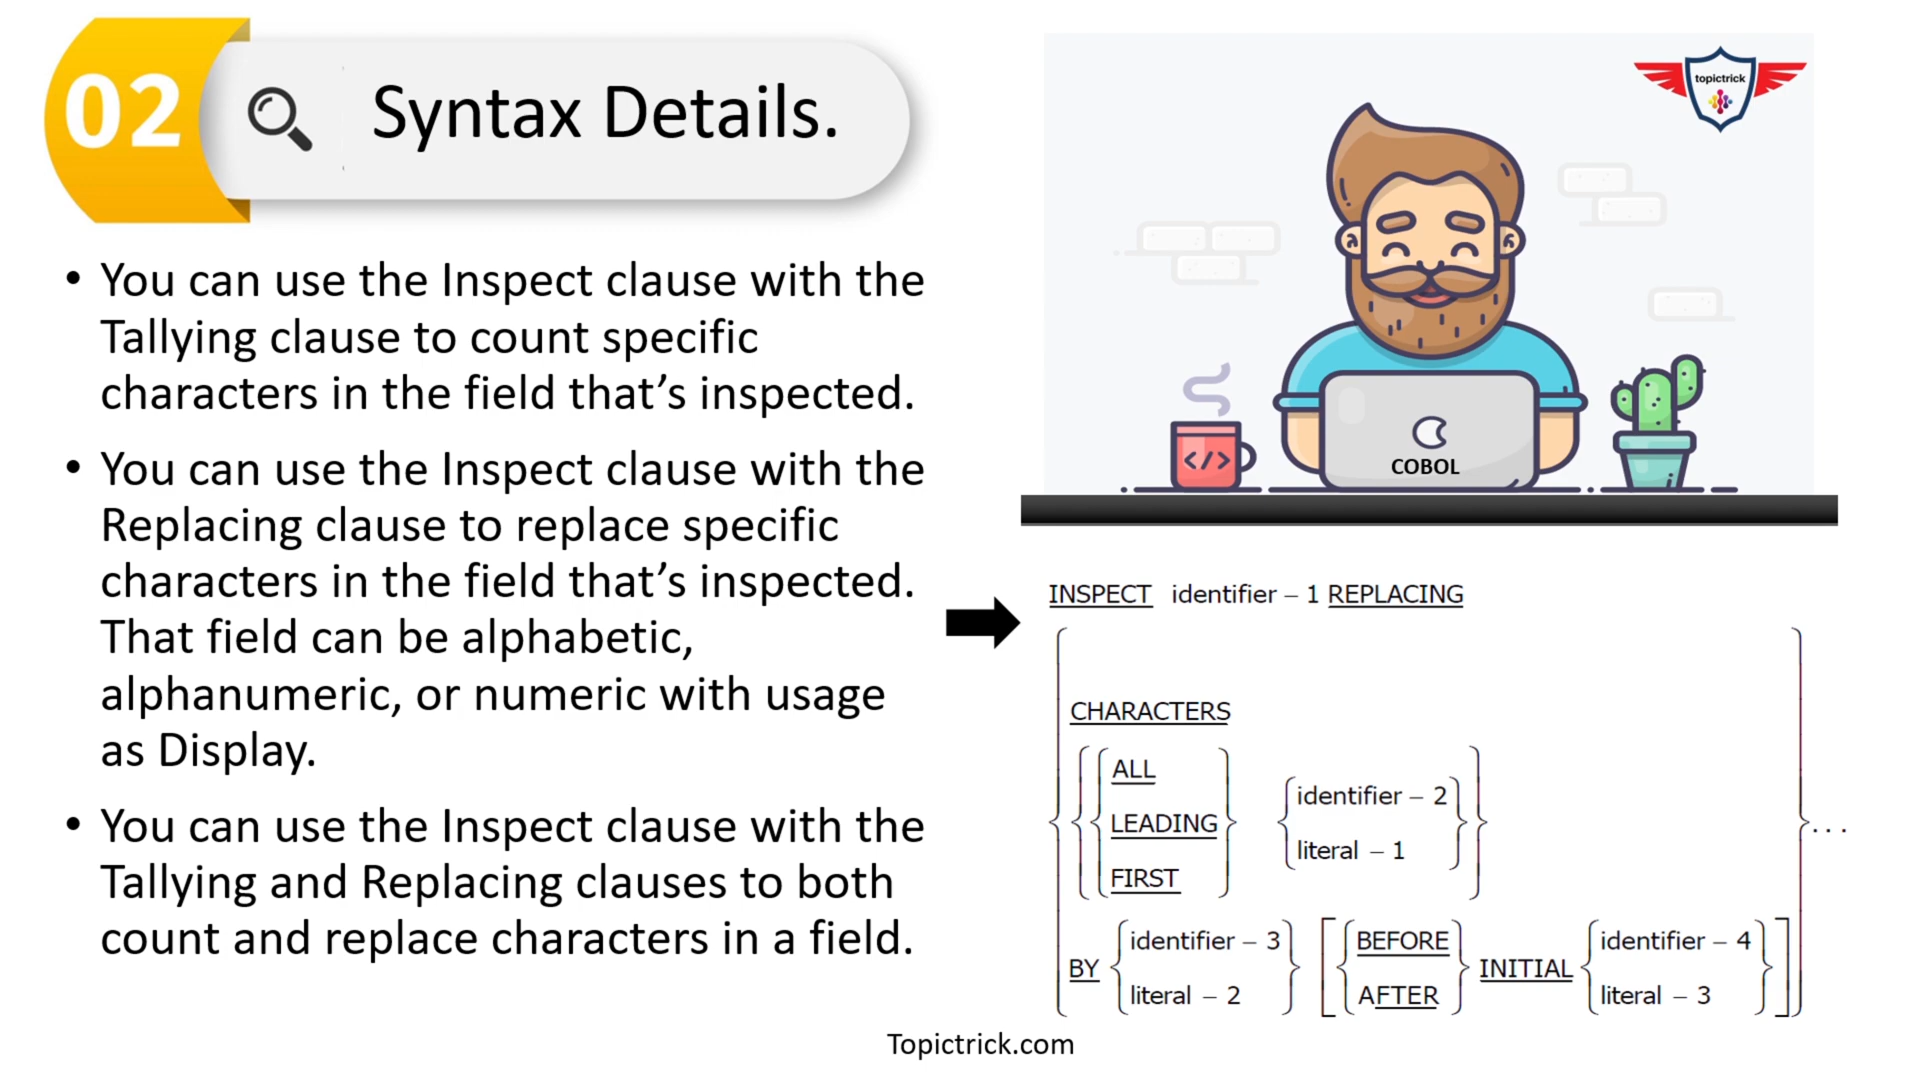 02
Syntax Details.
topictrick
• You can use the Inspect clause with the
Tallying clause to count specific
characters in the field that’s inspected.
• You can use the Inspect clause with the
Replacing clause to replace specific
characters in the field that’s inspected.
That field can be alphabetic,
alphanumeric, or numeric with usage
as Display.
• You can use the Inspect clause with the
Tallying and Replacing clauses to both
count and replace characters in a field.
</>
COBOL
INSPECT identifier – 1 REPLACING
CHARACTERS
ALL
LEADING
FIRST
identifier – 2
literal – 1
BY
identifier – 3
literal – 2
BEFORE
AFTER
INITIAL
identifier – 4
literal – 3
...
Topictrick.com